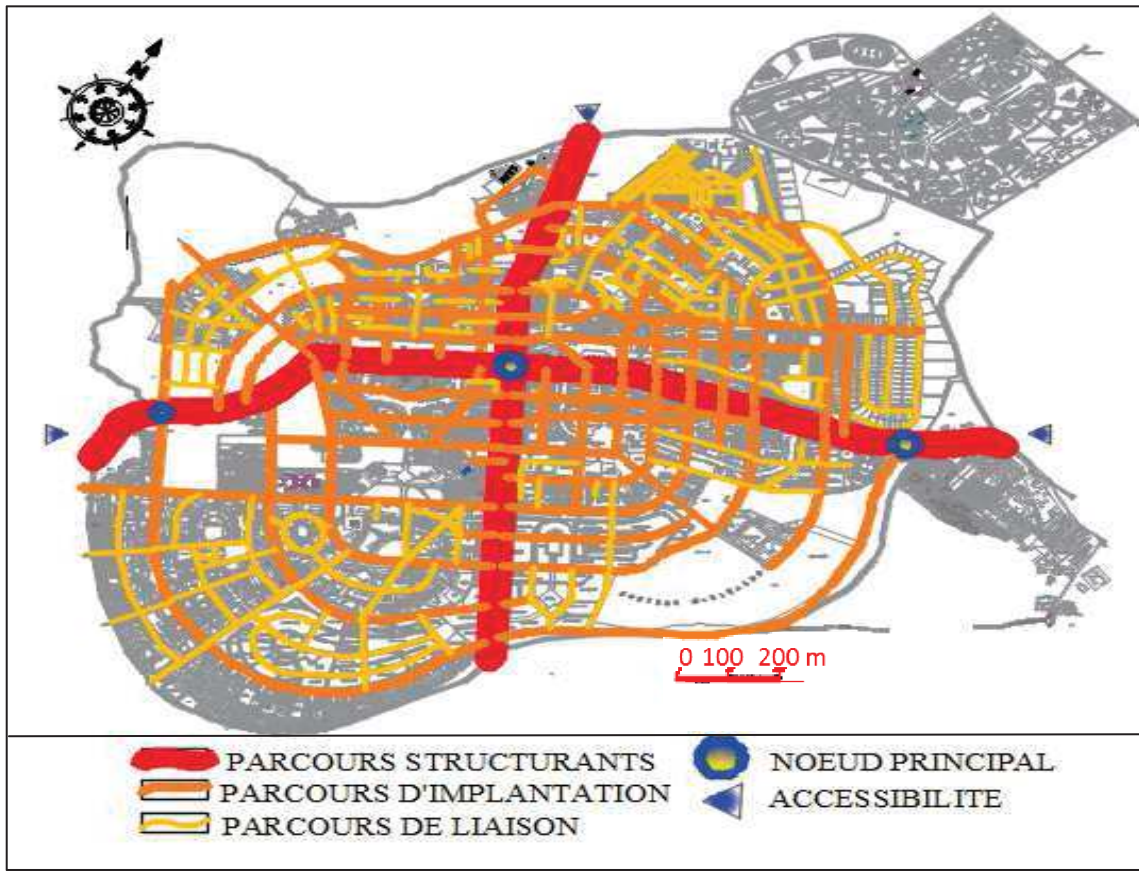 N
0 100 200 m
PARCOURS STRUCTURANTS
PARCOURS D'IMPLANTATION
PARCOURS DE LIAISON
NOEUD PRINCIPAL
ACCESSIBILITE